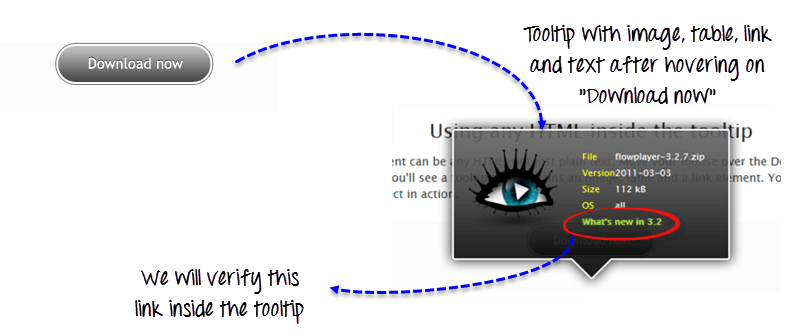 Download now
Tooltip with image, table, link
and text after hovering on
"Download now"
Using any HTML inside the tooltip
File flowplayer-3.2.7.zip
Version 2011-03-03
Size 112 kB
OS all
What's new in 3.2
We will verify this
link inside the tooltip